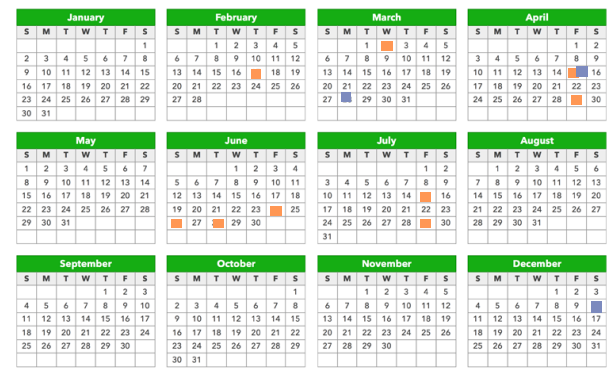 January
S M T W T F S
1
2 3 4 5 6 7 8
9 10 11 12 13 14 15
16 17 18 19 20 21 22
23 24 25 26 27 28 29
30 31
February
S M T W T F S
1 2 3 4 5
6 7 8 9 10 11 12
13 14 15 16 18 19
20 21 22 23 24 25 26
27 28
March
S M T W T F S
1 3 4 5
6 7 8 9 10 11 12
13 14 15 16 17 18 19
20 21 22 23 24 25 26
27 29 30 31
April
S M T W T F S
1 2
3 4 5 6 7 8 9
10 11 12 13 14 16
17 18 19 20 21 22 23
24 25 26 27 28 30
May
S M T W T F S
1 2 3 4 5 6 7
8 9 10 11 12 13 14
15 16 17 18 19 20 21
22 23 24 25 26 27 28
29 30 31
June
S M T W T F S
1 2 3 4
5 6 7 8 9 10 11
12 13 14 15 16 17 18
19 20 21 22 23 25
27 29 30
July
S M T W T F S
1 2
3 4 5 6 7 8 9
10 11 12 13 14 16
17 18 19 20 21 22 23
24 25 26 27 28 30
31
August
S M T W T F S
1 2 3 4 5 6
7 8 9 10 11 12 13
14 15 16 17 18 19 20
21 22 23 24 25 26 27
28 29 30 31
September
S M T W T F S
1 2 3
4 5 6 7 8 9 10
11 12 13 14 15 16 17
18 19 20 21 22 23 24
25 26 27 28 29 30
October
S M T W T F S
1
2 3 4 5 6 7 8
9 10 11 12 13 14 15
16 17 18 19 20 21 22
23 24 25 26 27 28 29
30 31
November
S M T W T F S
1 2 3 4 5
6 7 8 9 10 11 12
13 14 15 16 17 18 19
20 21 22 23 24 25 26
27 28 29 30
December
S M T W T F S
1 2 3
4 5 6 7 8 9
11 12 13 14 15 16 17
18 19 20 21 22 23 24
25 26 27 28 29 30 31